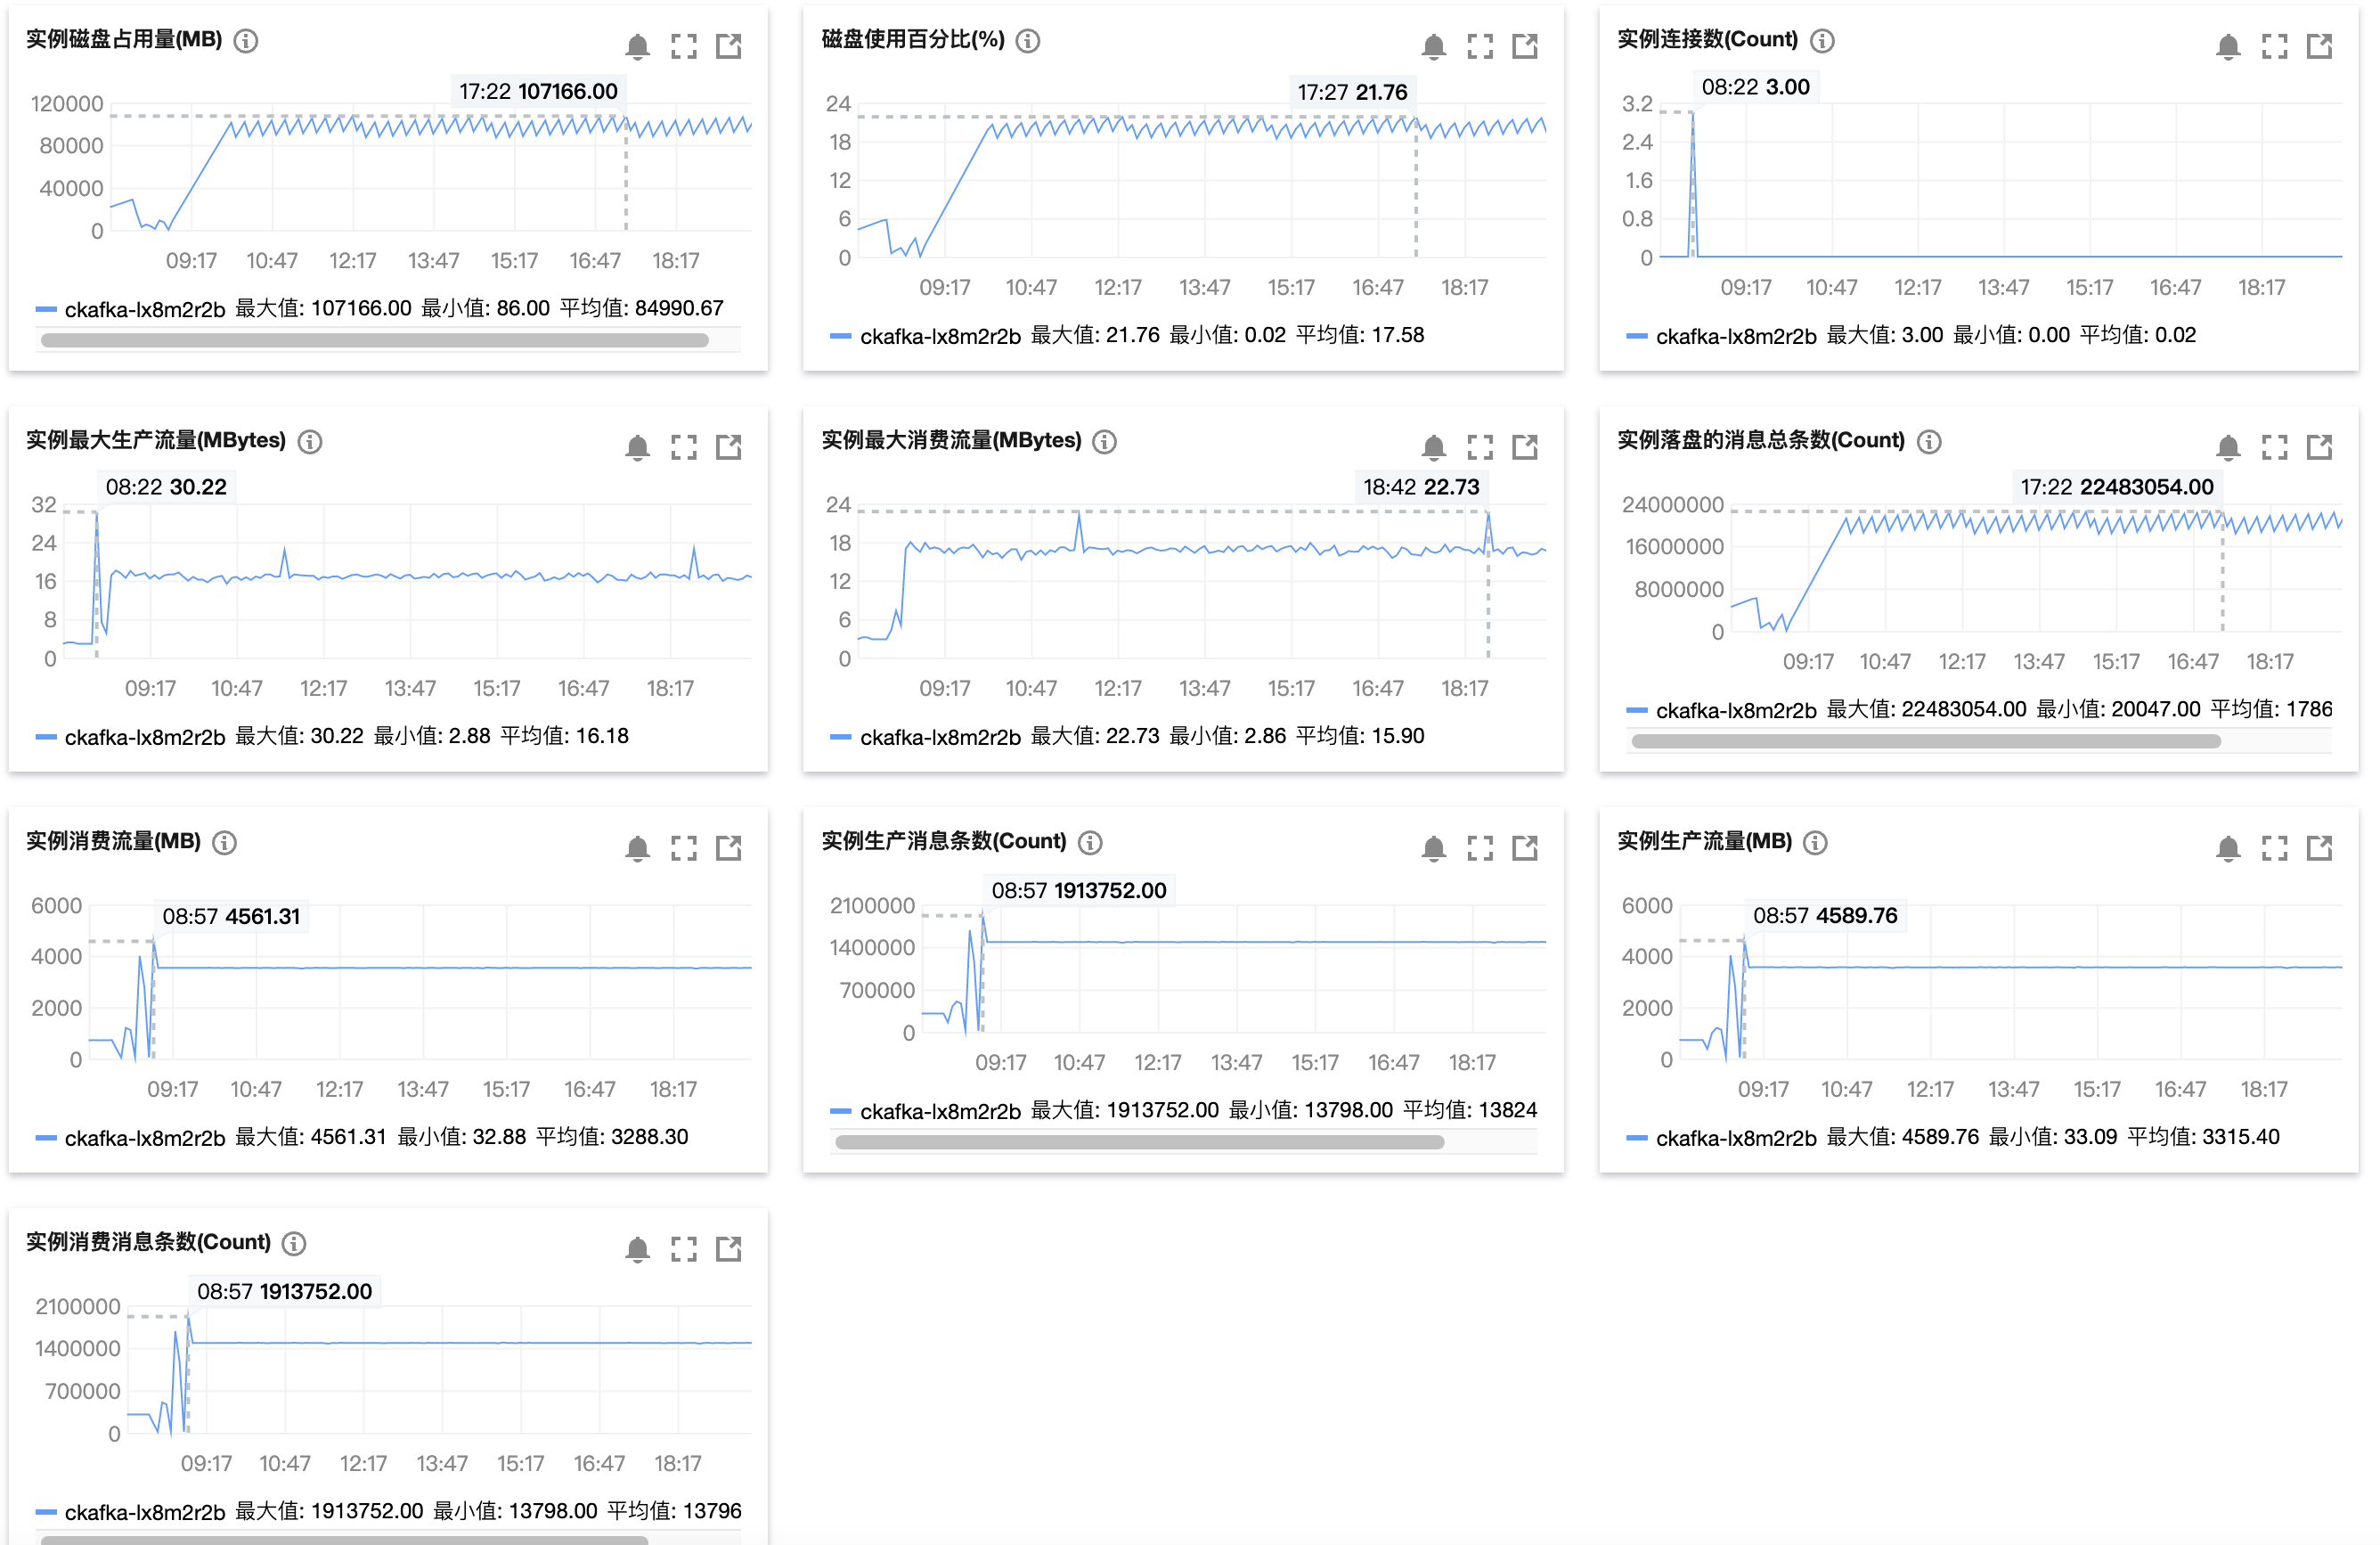 实例磁盘占用量(MB)
17:22 107166.00
120000
80000
40000
0
09:17 10:47 12:17 13:47 15:17 16:47 18:17
ckafka-lx8m2r2b 最大值: 107166.00 最小值: 86.00 平均值: 84990.67
磁盘使用百分比(%)
17:27 21.76
24
18
12
6
0
09:17 10:47 12:17 13:47 15:17 16:47 18:17
ckafka-lx8m2r2b 最大值: 21.76 最小值: 0.02 平均值: 17.58
实例连接数(Count)
08:22 3.00
3.2
2.4
1.6
0.8
0
09:17 10:47 12:17 13:47 15:17 16:47 18:17
ckafka-lx8m2r2b 最大值: 3.00 最小值: 0.00 平均值: 0.02
实例最大生产流量(MBytes)
08:22 30.22
32
24
16
8
0
09:17 10:47 12:17 13:47 15:17 16:47 18:17
ckafka-lx8m2r2b 最大值: 30.22 最小值: 2.88 平均值: 16.18
实例最大消费流量(MBytes)
18:42 22.73
24
18
12
6
0
09:17 10:47 12:17 13:47 15:17 16:47 18:17
ckafka-lx8m2r2b 最大值: 22.73 最小值: 2.86 平均值: 15.90
实例落盘的消息总条数(Count)
17:22 22483054.00
24000000
16000000
8000000
0
09:17 10:47 12:17 13:47 15:17 16:47 18:17
ckafka-lx8m2r2b 最大值: 22483054.00 最小值: 20047.00 平均值: 1786
实例消费流量(MB)
08:57 4561.31
6000
4000
2000
0
09:17 10:47 12:17 13:47 15:17 16:47 18:17
ckafka-lx8m2r2b 最大值: 4561.31 最小值: 32.88 平均值: 3288.30
实例生产消息条数(Count)
08:57 1913752.00
2100000
1400000
700000
0
09:17 10:47 12:17 13:47 15:17 16:47 18:17
ckafka-lx8m2r2b 最大值: 1913752.00 最小值: 13798.00 平均值: 13824
实例生产流量(MB)
08:57 4589.76
6000
4000
2000
0
09:17 10:47 12:17 13:47 15:17 16:47 18:17
ckafka-lx8m2r2b 最大值: 4589.76 最小值: 33.09 平均值: 3315.40
实例消费消息条数(Count)
08:57 1913752.00
2100000
1400000
700000
0
09:17 10:47 12:17 13:47 15:17 16:47 18:17
ckafka-lx8m2r2b 最大值: 1913752.00 最小值: 13798.00 平均值: 13796